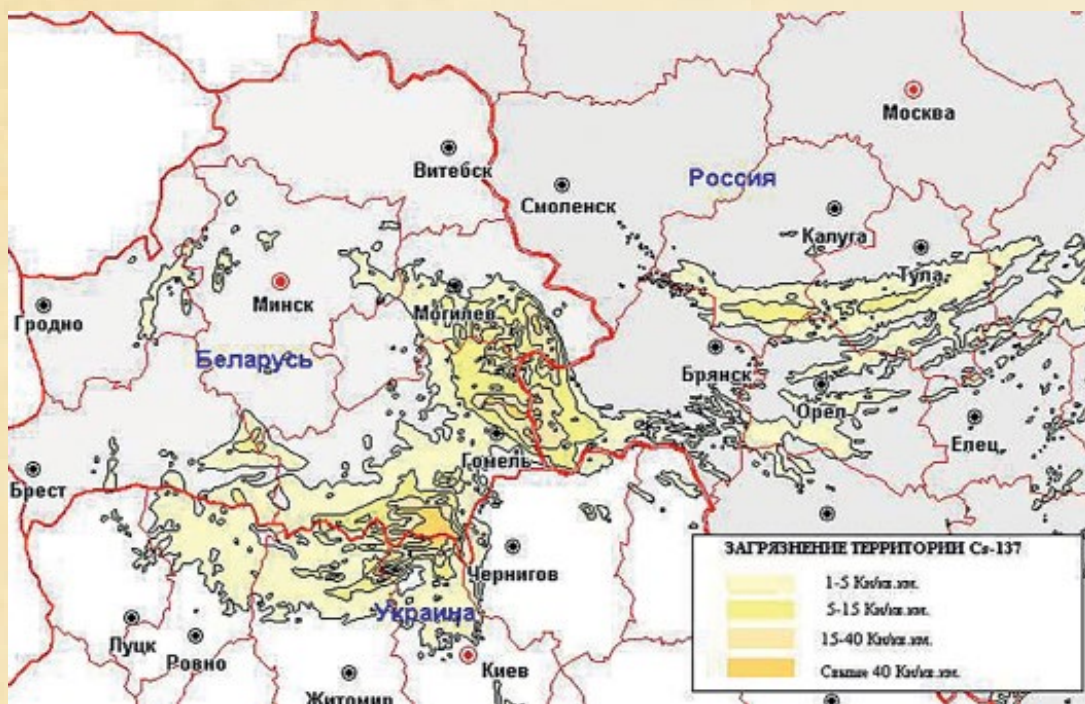 Москва
Витебск
Россия
Смоленск
Калуга
Тула
Минск
Могилев
Гродно
Беларусь
Брянск
Орел
Елец
Гомель
Брест
ЗАГРЯЗНЕНИЕ ТЕРРИТОРИИ Cs-137
1-5 Ки/кв.км.
5-15 Ки/кв.км.
15-40 Ки/кв.км.
Свыше 40 Ки/кв.км.
Чернигов
Украина
Луцк
Ровно
Киев
Житомир